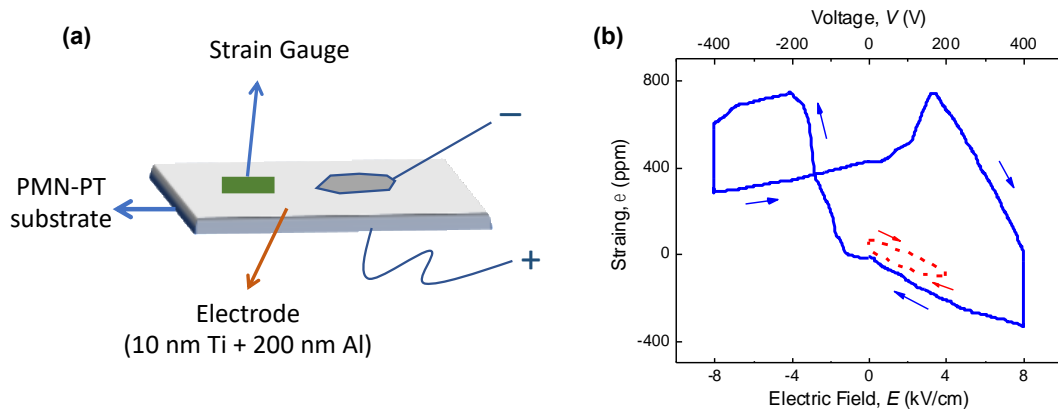 (a)
Strain Gauge
−
PMN-PT
substrate
+
Electrode
(10 nm Ti + 200 nm Al)
(b)
Voltage, V (V)
-400 -200 0 200 400
800
400
0
-400
Straining, e (ppm)
-8 -4 0 4 8
Electric Field, E (kV/cm)